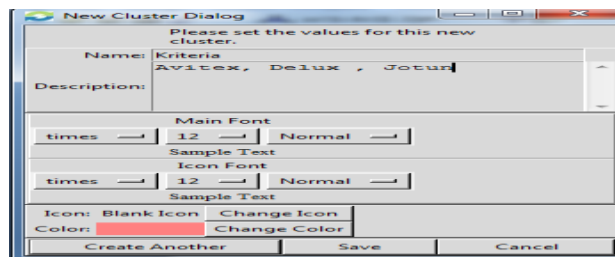 New Cluster Dialog
Please set the values for this new
cluster.
Name: Kriteria
Description: Avitex, Delux , Jotun
Main Font
times 12 Normal
Sample Text
Icon Font
times 12 Normal
Sample Text
Icon: Blank Icon Change Icon
Color: Change Color
Create Another Save Cancel